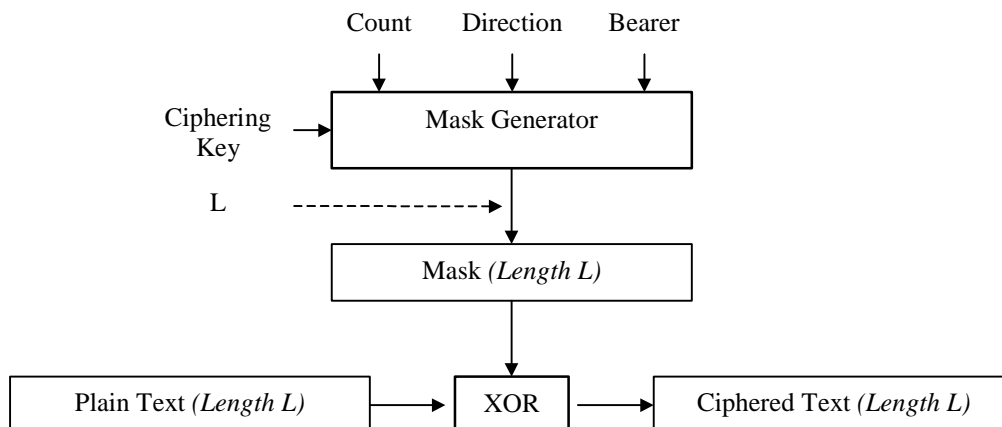 Count Direction Bearer
Ciphering
Key
Mask Generator
L
Mask (Length L)
Plain Text (Length L)
XOR
Ciphered Text (Length L)